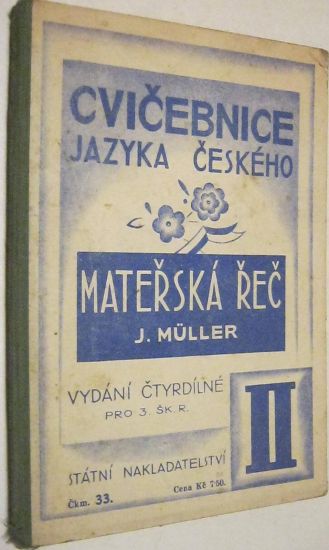 CVIČEBNICE
JAZYKA ČESKÉHO
MATEŘSKÁ ŘEČ
J. MÜLLER
VYDÁNÍ ČTYRDÍLNÉ
PRO 3. ŠK. R.
II
STÁTNÍ NAKLADATELSTVÍ
Čkm. 33.
Cena Kč 7·50.